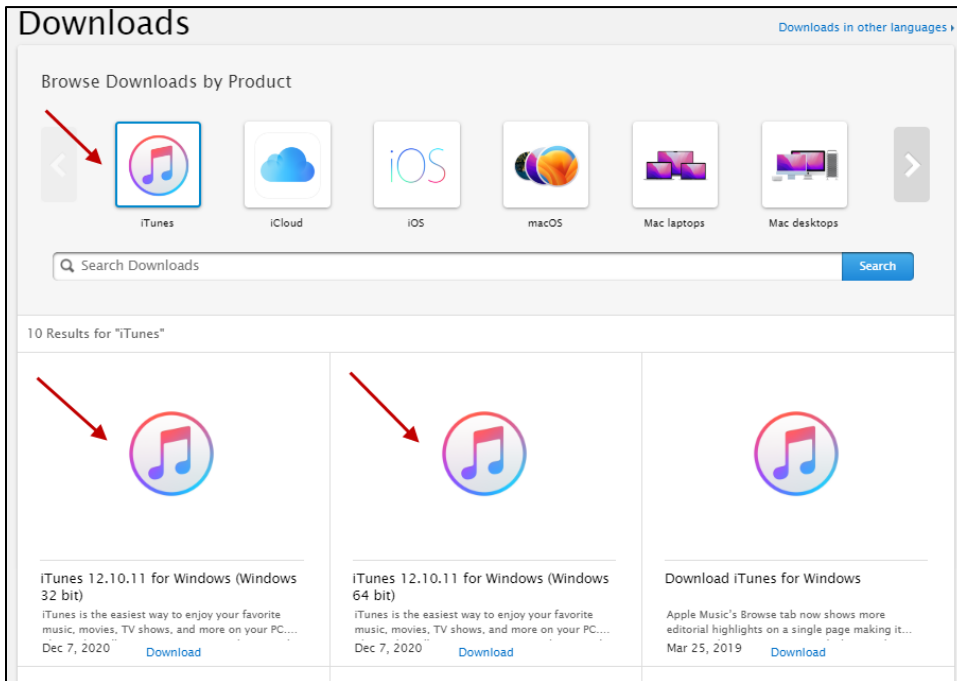 Downloads
Downloads in other languages
Browse Downloads by Product
iOS
iTunes
iCloud
iOS
macOS
Mac laptops
Mac desktops
Search Downloads
Search
10 Results for "iTunes"
iTunes 12.10.11 for Windows (Windows
32 bit)
iTunes is the easiest way to enjoy your favorite
music, movies, TV shows, and more on your PC....
Dec 7, 2020
Download
iTunes 12.10.11 for Windows (Windows
64 bit)
iTunes is the easiest way to enjoy your favorite
music, movies, TV shows, and more on your PC....
Dec 7, 2020
Download
Download iTunes for Windows
Apple Music's Browse tab now shows more
editorial highlights on a single page making it...
Mar 25, 2019
Download